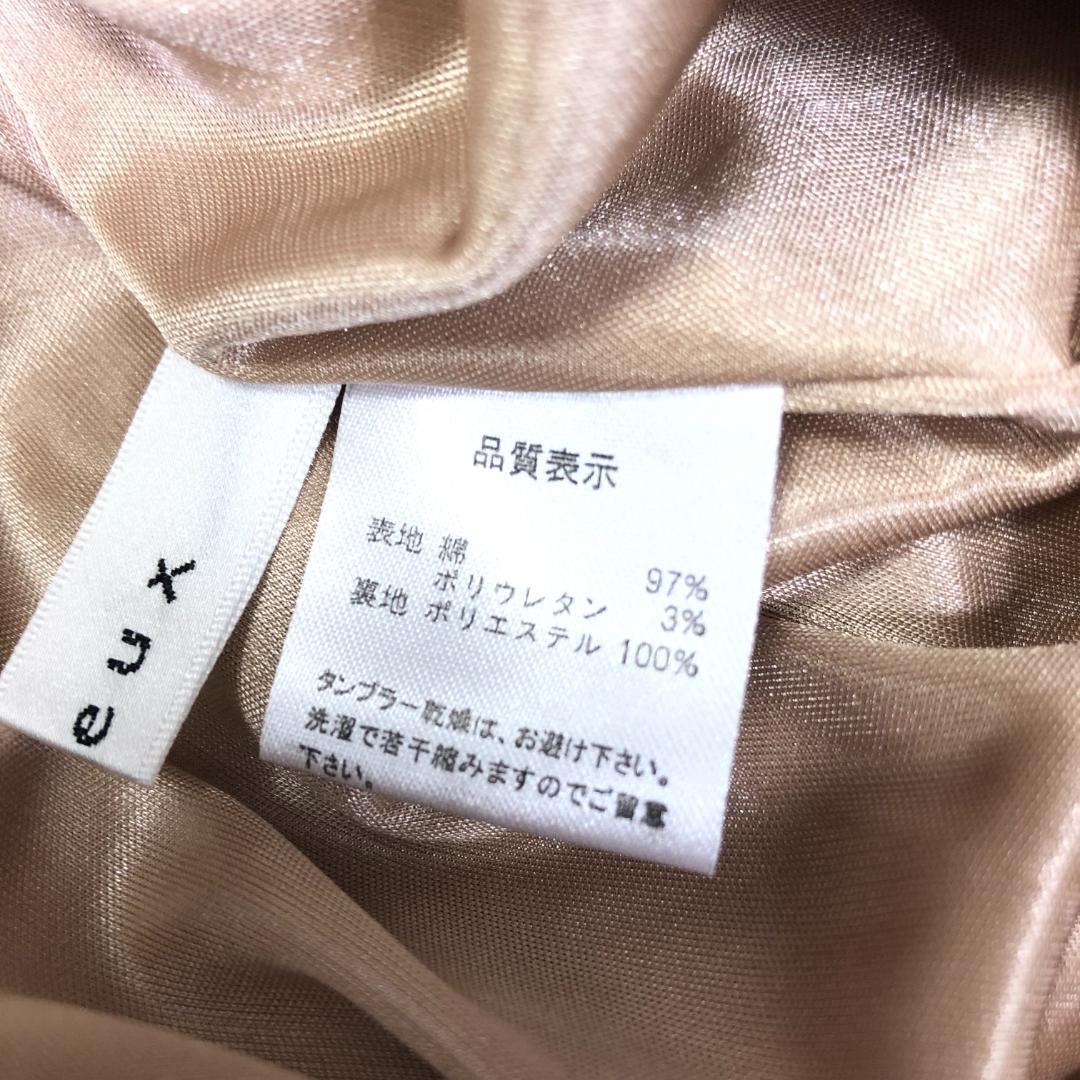 eux
品質表示
表地 綿 97%
ポリウレタン 3%
裏地 ポリエステル 100%
タンブラー乾燥は、お避け下さい。
洗濯で若干縮みますのでご留意
下さい。